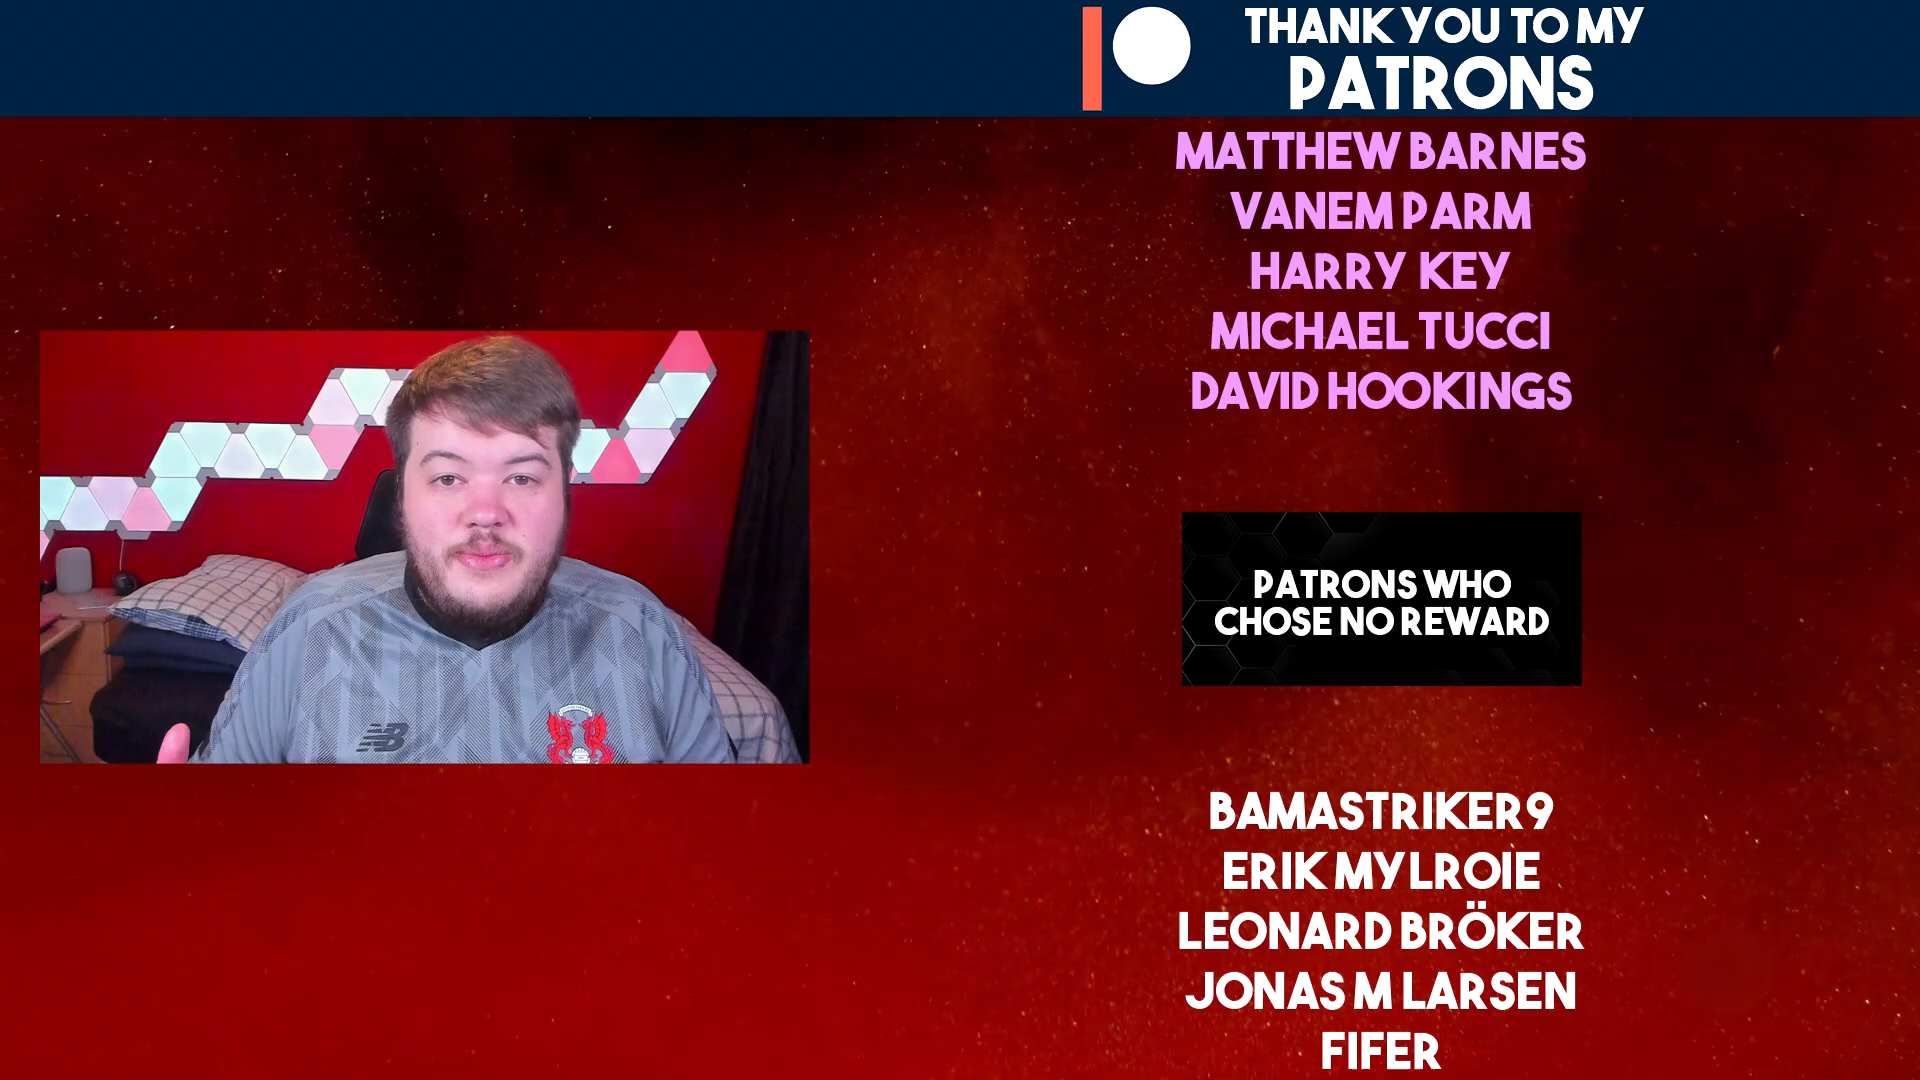 THANK YOU TO MY
PATRONS
MATTHEW BARNES
VANEM PARM
HARRY KEY
MICHAEL TUCCI
DAVID HOOKINGS
PATRONS WHO
CHOSE NO REWARD
BAMASTRIKER9
ERIK MYLROIE
LEONARD BRÖKER
JONAS M LARSEN
FIFER
NB